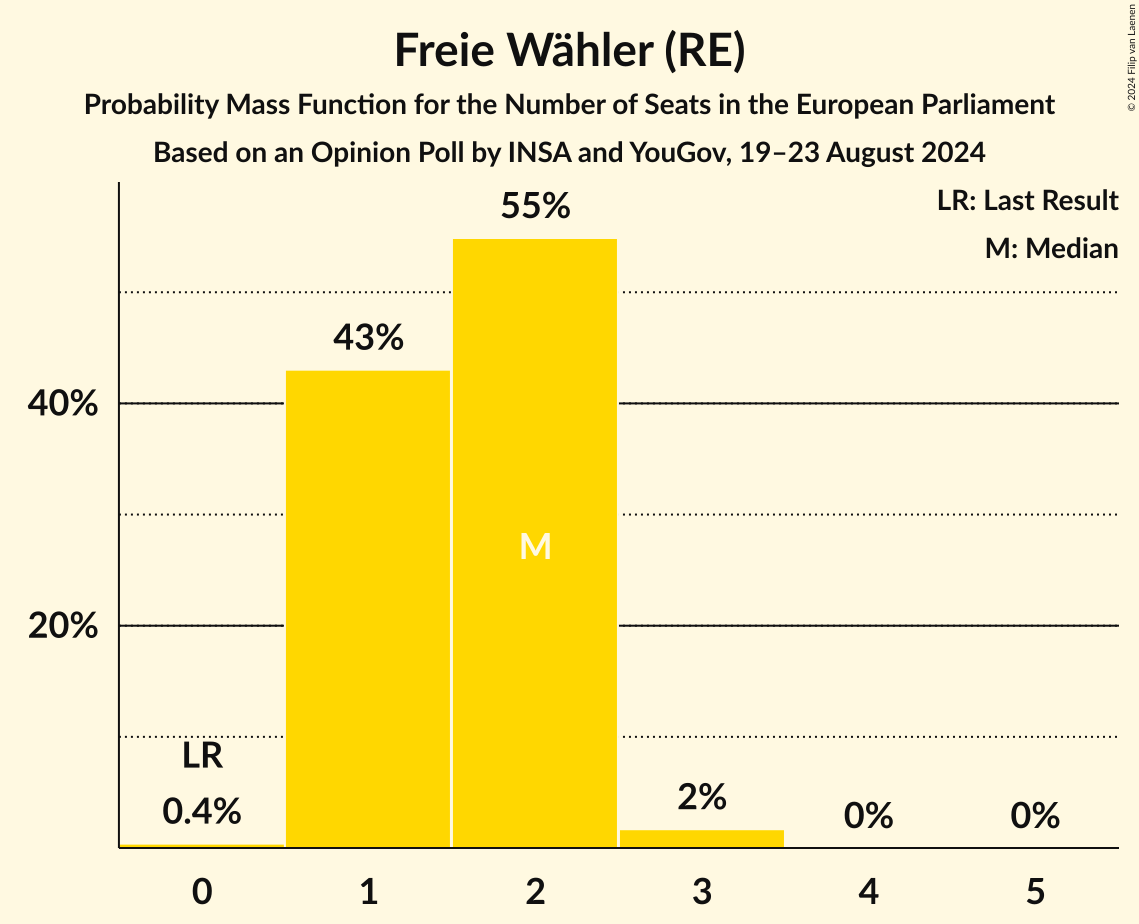 Freie Wähler (RE)
Probability Mass Function for the Number of Seats in the European Parliament
Based on an Opinion Poll by INSA and YouGov, 19–23 August 2024
© 2024 Filip van Laenen
LR: Last Result
M: Median
55%
43%
40%
M
20%
LR
0.4%
2%
0%
0%
0
1
2
3
4
5